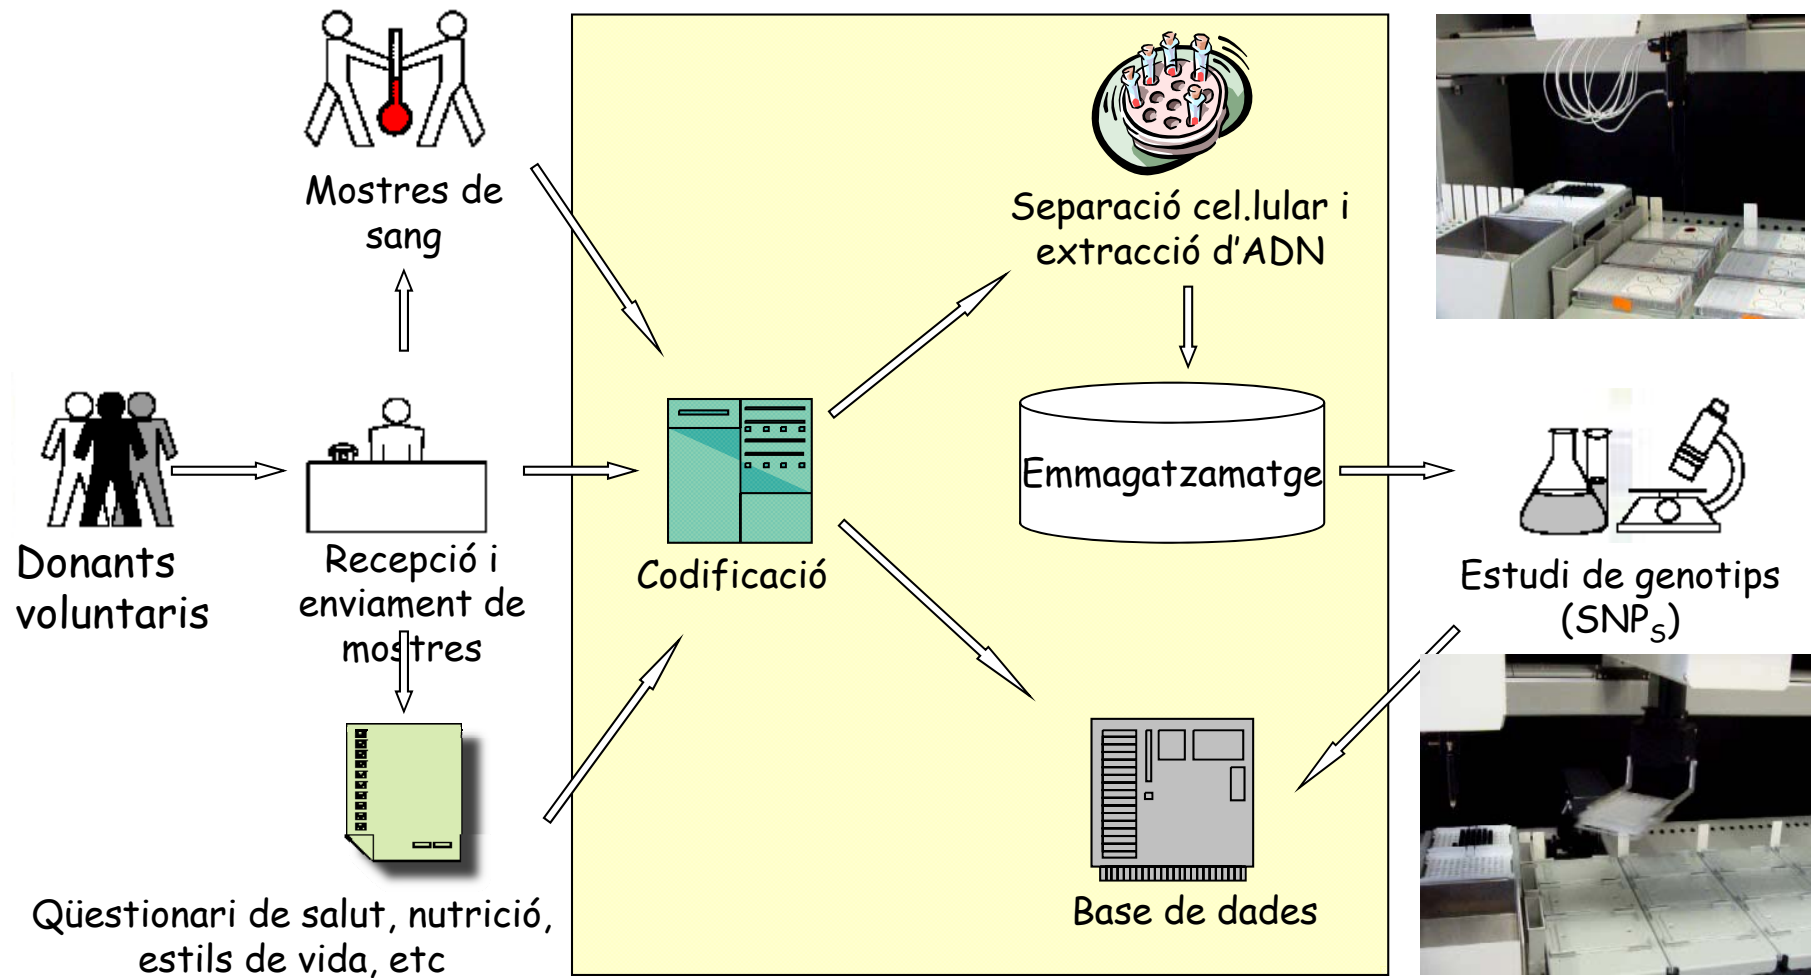 Mostres de
sang
Separació cel.lular i
extracció d'ADN
Donants
voluntaris
Recepció i
enviament de
mostres
Codificació
Emmagatzamatge
Estudi de genotips
(SNPs)
Qüestionari de salut, nutrició,
estils de vida, etc
Base de dades